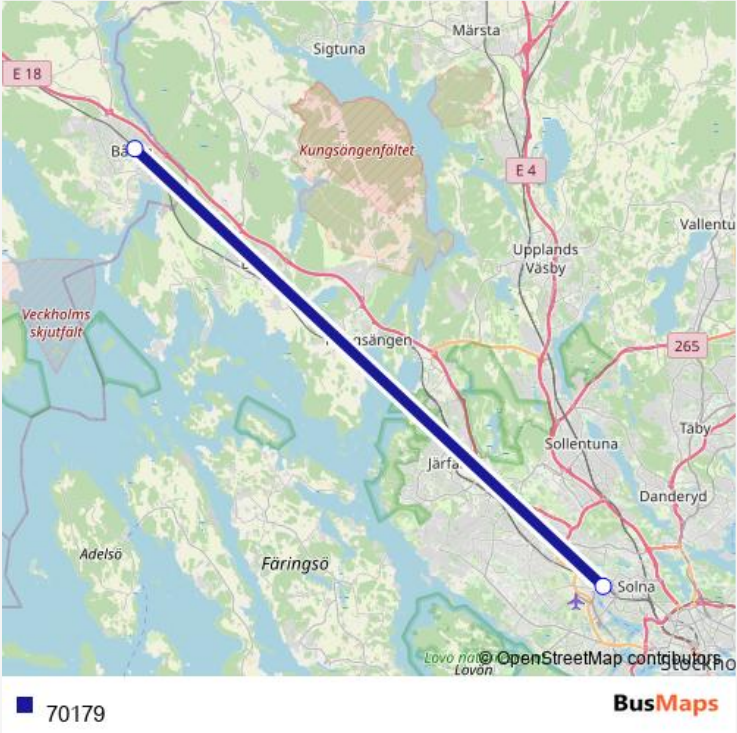 Märsta
Sigtuna
E 18
Kungsängenfältet
E 4
Vallentu
Upplands
Väsby
Veckholms
skjutfält
265
Täby
Sollentuna
Danderyd
Adelsö
Färingsö
Solna
© OpenStreetMap contributors
Lovön
70179
BusMaps